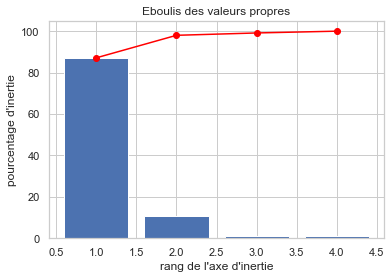 Eboulis des valeurs propres
100
80
60
40
20
0
pourcentage d'inertie
0.5 1.0 1.5 2.0 2.5 3.0 3.5 4.0 4.5
rang de l'axe d'inertie